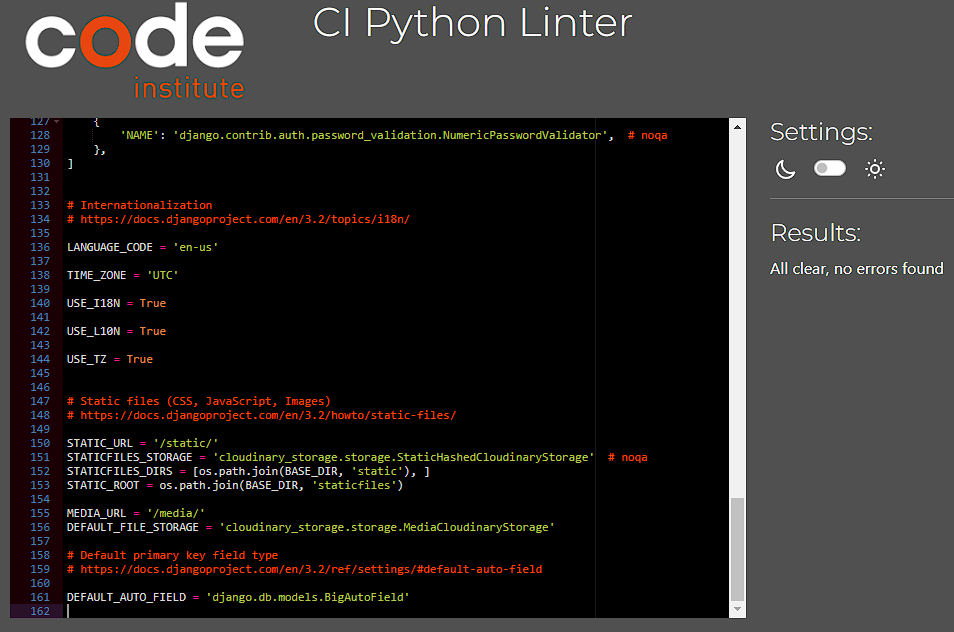 code
institute
CI Python Linter
127 {
128 'NAME': 'django.contrib.auth.password_validation.NumericPasswordValidator',  # noqa
129 },
130 ]
131
132
133 # Internationalization
134 # https://docs.djangoproject.com/en/3.2/topics/i18n/
135
136 LANGUAGE_CODE = 'en-us'
137
138 TIME_ZONE = 'UTC'
139
140 USE_I18N = True
141
142 USE_L10N = True
143
144 USE_TZ = True
145
146
147 # Static files (CSS, JavaScript, Images)
148 # https://docs.djangoproject.com/en/3.2/howto/static-files/
149
150 STATIC_URL = '/static/'
151 STATICFILES_STORAGE = 'cloudinary_storage.storage.StaticHashedCloudinaryStorage'  # noqa
152 STATICFILES_DIRS = [os.path.join(BASE_DIR, 'static'), ]
153 STATIC_ROOT = os.path.join(BASE_DIR, 'staticfiles')
154
155 MEDIA_URL = '/media/'
156 DEFAULT_FILE_STORAGE = 'cloudinary_storage.storage.MediaCloudinaryStorage'
157
158 # Default primary key field type
159 # https://docs.djangoproject.com/en/3.2/ref/settings/#default-auto-field
160
161 DEFAULT_AUTO_FIELD = 'django.db.models.BigAutoField'
162
Settings:
Results:
All clear, no errors found